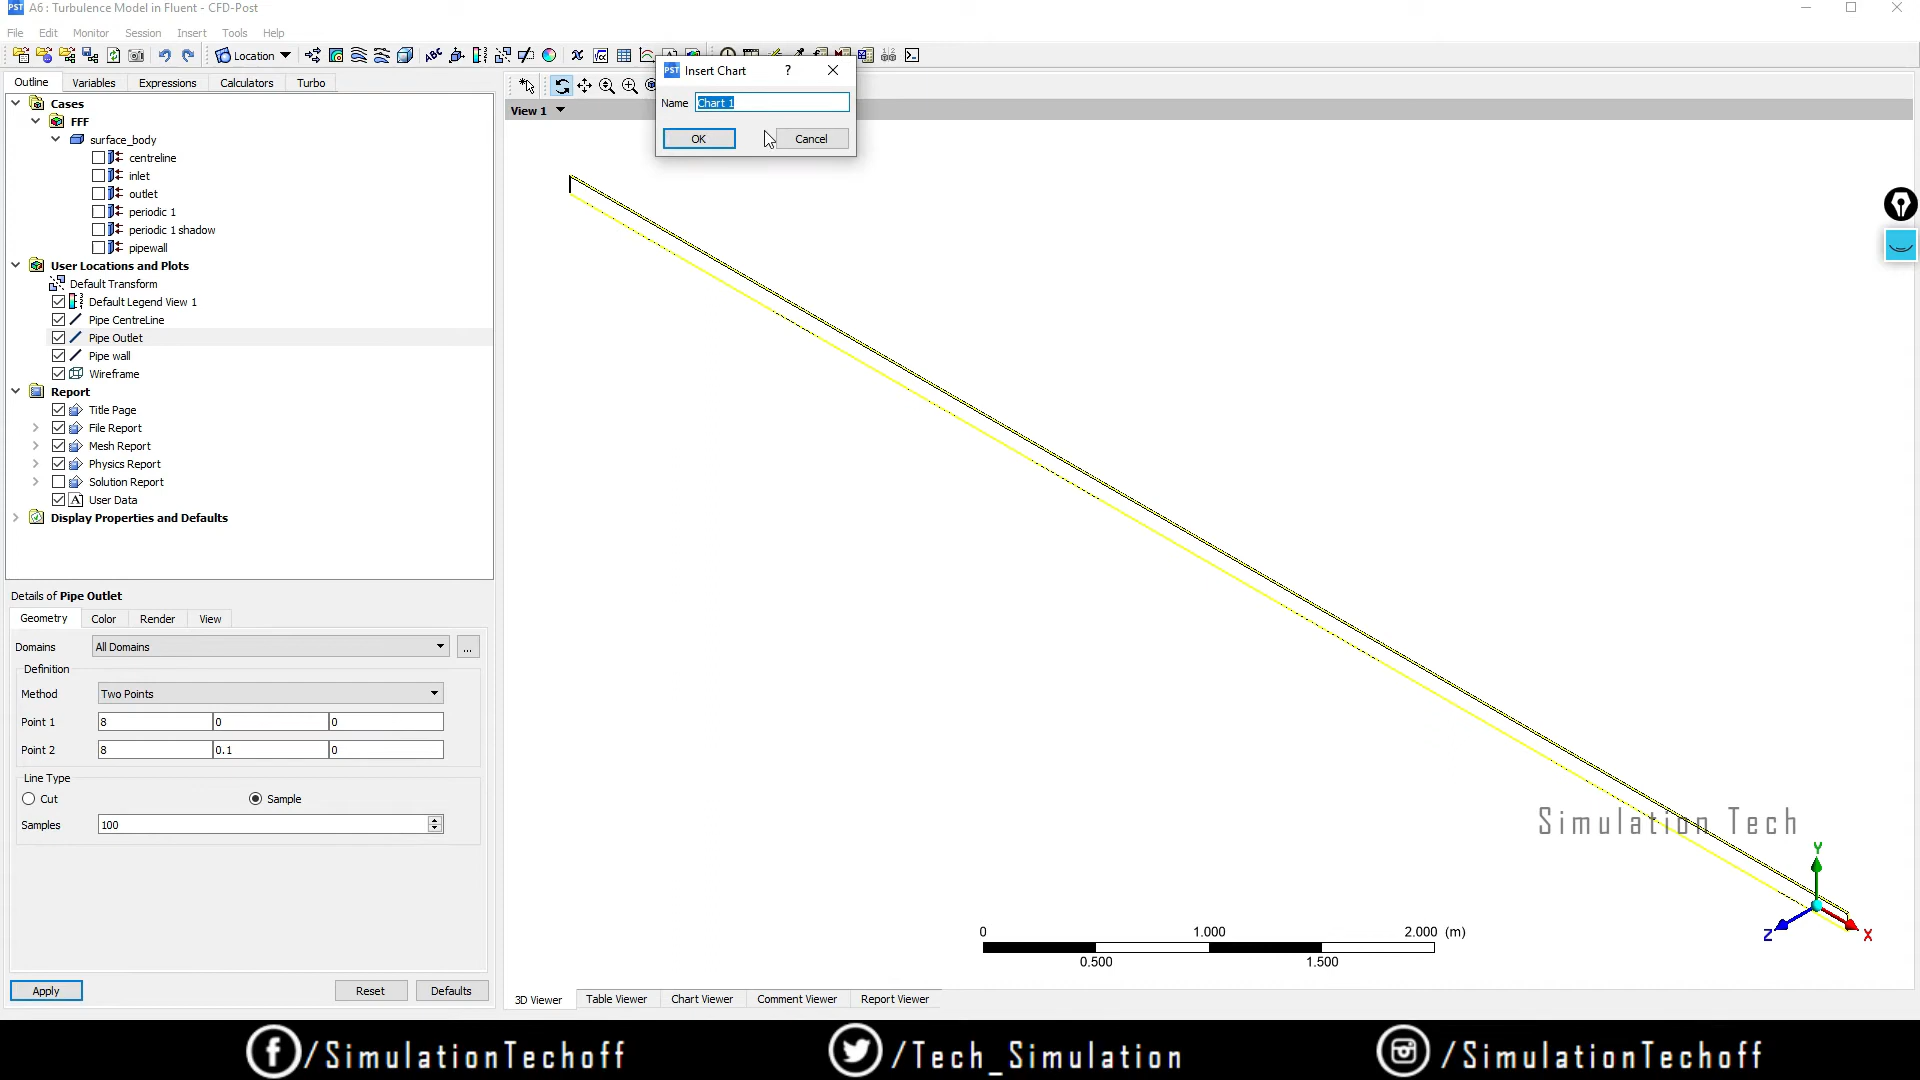 A6 : Turbulence Model in Fluent - CFD-Post
File Edit Monitor Session Insert Tools Help
Location
Outline Variables Expressions Calculators Turbo
Cases
FFF
surface_body
centreline
inlet
outlet
periodic 1
periodic 1 shadow
pipewall
User Locations and Plots
Default Transform
Default Legend View 1
Pipe CentreLine
Pipe Outlet
Pipe wall
Wireframe
Report
Title Page
File Report
Mesh Report
Physics Report
Solution Report
User Data
Display Properties and Defaults
Details of Pipe Outlet
Geometry Color Render View
Domains All Domains ...
Definition
Method Two Points
Point 1 8 0 0
Point 2 8 0.1 0
Line Type
Cut Sample
Samples 100
Apply Reset Defaults
View 1
Insert Chart ?
Name Chart 1
OK Cancel
Simulation Tech
Y
Z X
0 1.000 2.000 (m)
0.500 1.500
3D Viewer Table Viewer Chart Viewer Comment Viewer Report Viewer
/SimulationTechoff /Tech_Simulation /SimulationTechoff